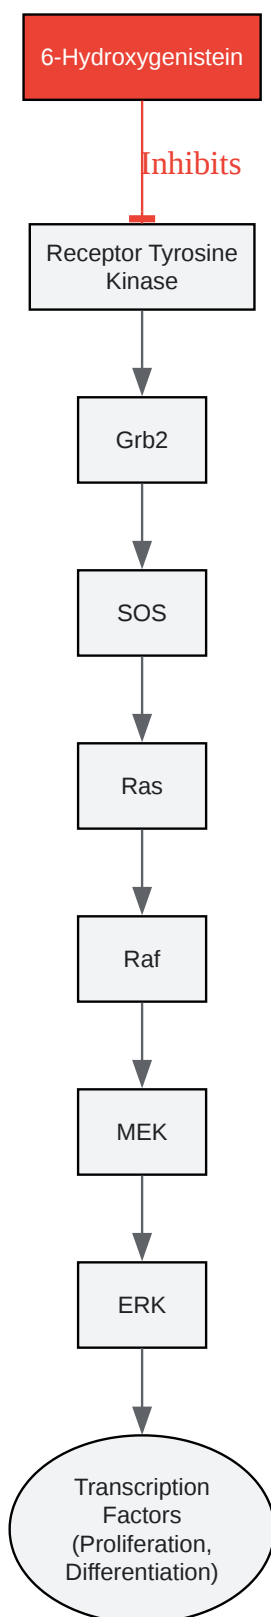 6-Hydroxygenistein
Inhibits
Receptor Tyrosine
Kinase
Grb2
SOS
Ras
Raf
MEK
ERK
Transcription
Factors
(Proliferation,
Differentiation)